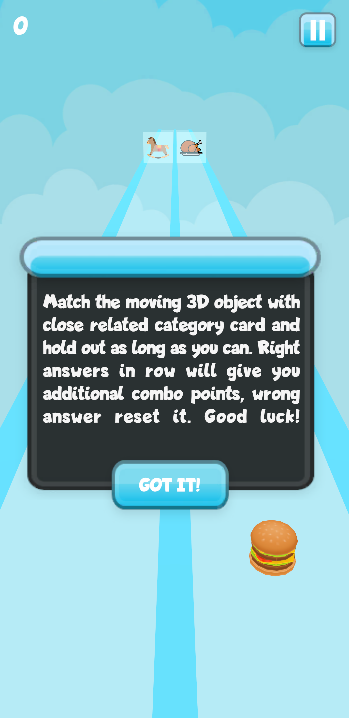 0
Match the moving 3D object with
close related category card and
hold out as long as you can. Right
answers in row will give you
additional combo points, wrong
answer reset it. Good luck!
GOT IT!